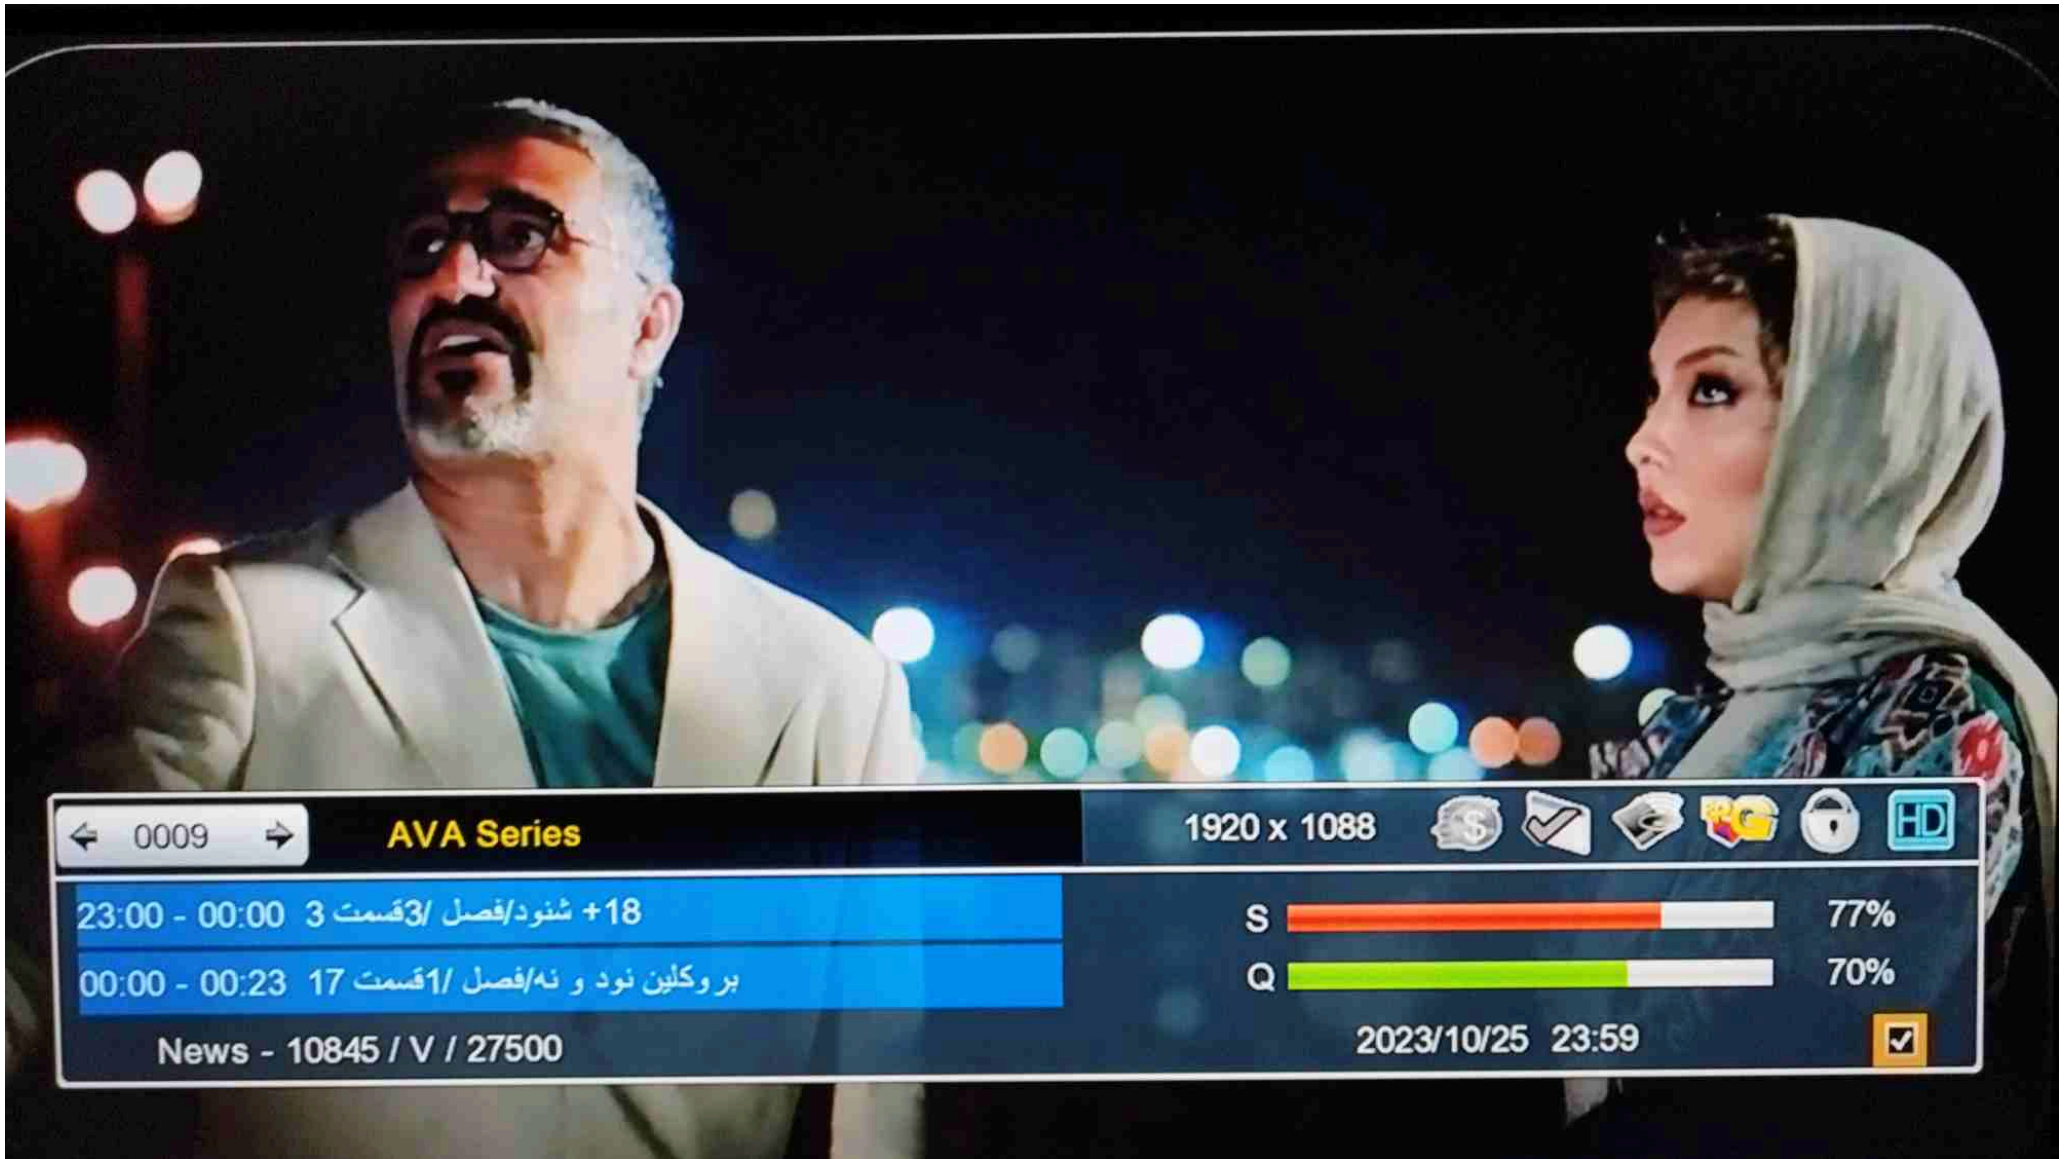 0009 AVA Series 1920 x 1088 HD
23:00 - 00:00 18+ شنود/فصل /3قسمت 3
00:00 - 00:23 بروکلین نود و نه/فصل /1قسمت 17
S 77%
Q 70%
News - 10845 / V / 27500
2023/10/25 23:59